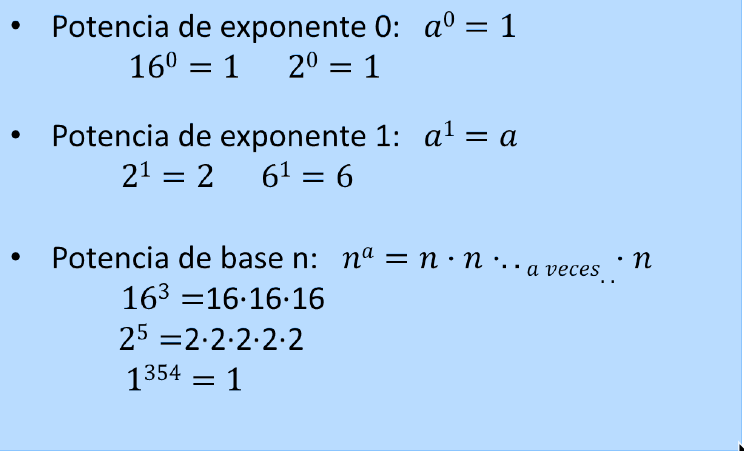 • Potencia de exponente 0: a⁰ = 1
16⁰ = 1 2⁰ = 1
• Potencia de exponente 1: a¹ = a
2¹ = 2 6¹ = 6
• Potencia de base n: nᵃ = n · n ·.. a veces.. · n
16³ =16·16·16
2⁵ =2·2·2·2·2
1³⁵⁴ = 1